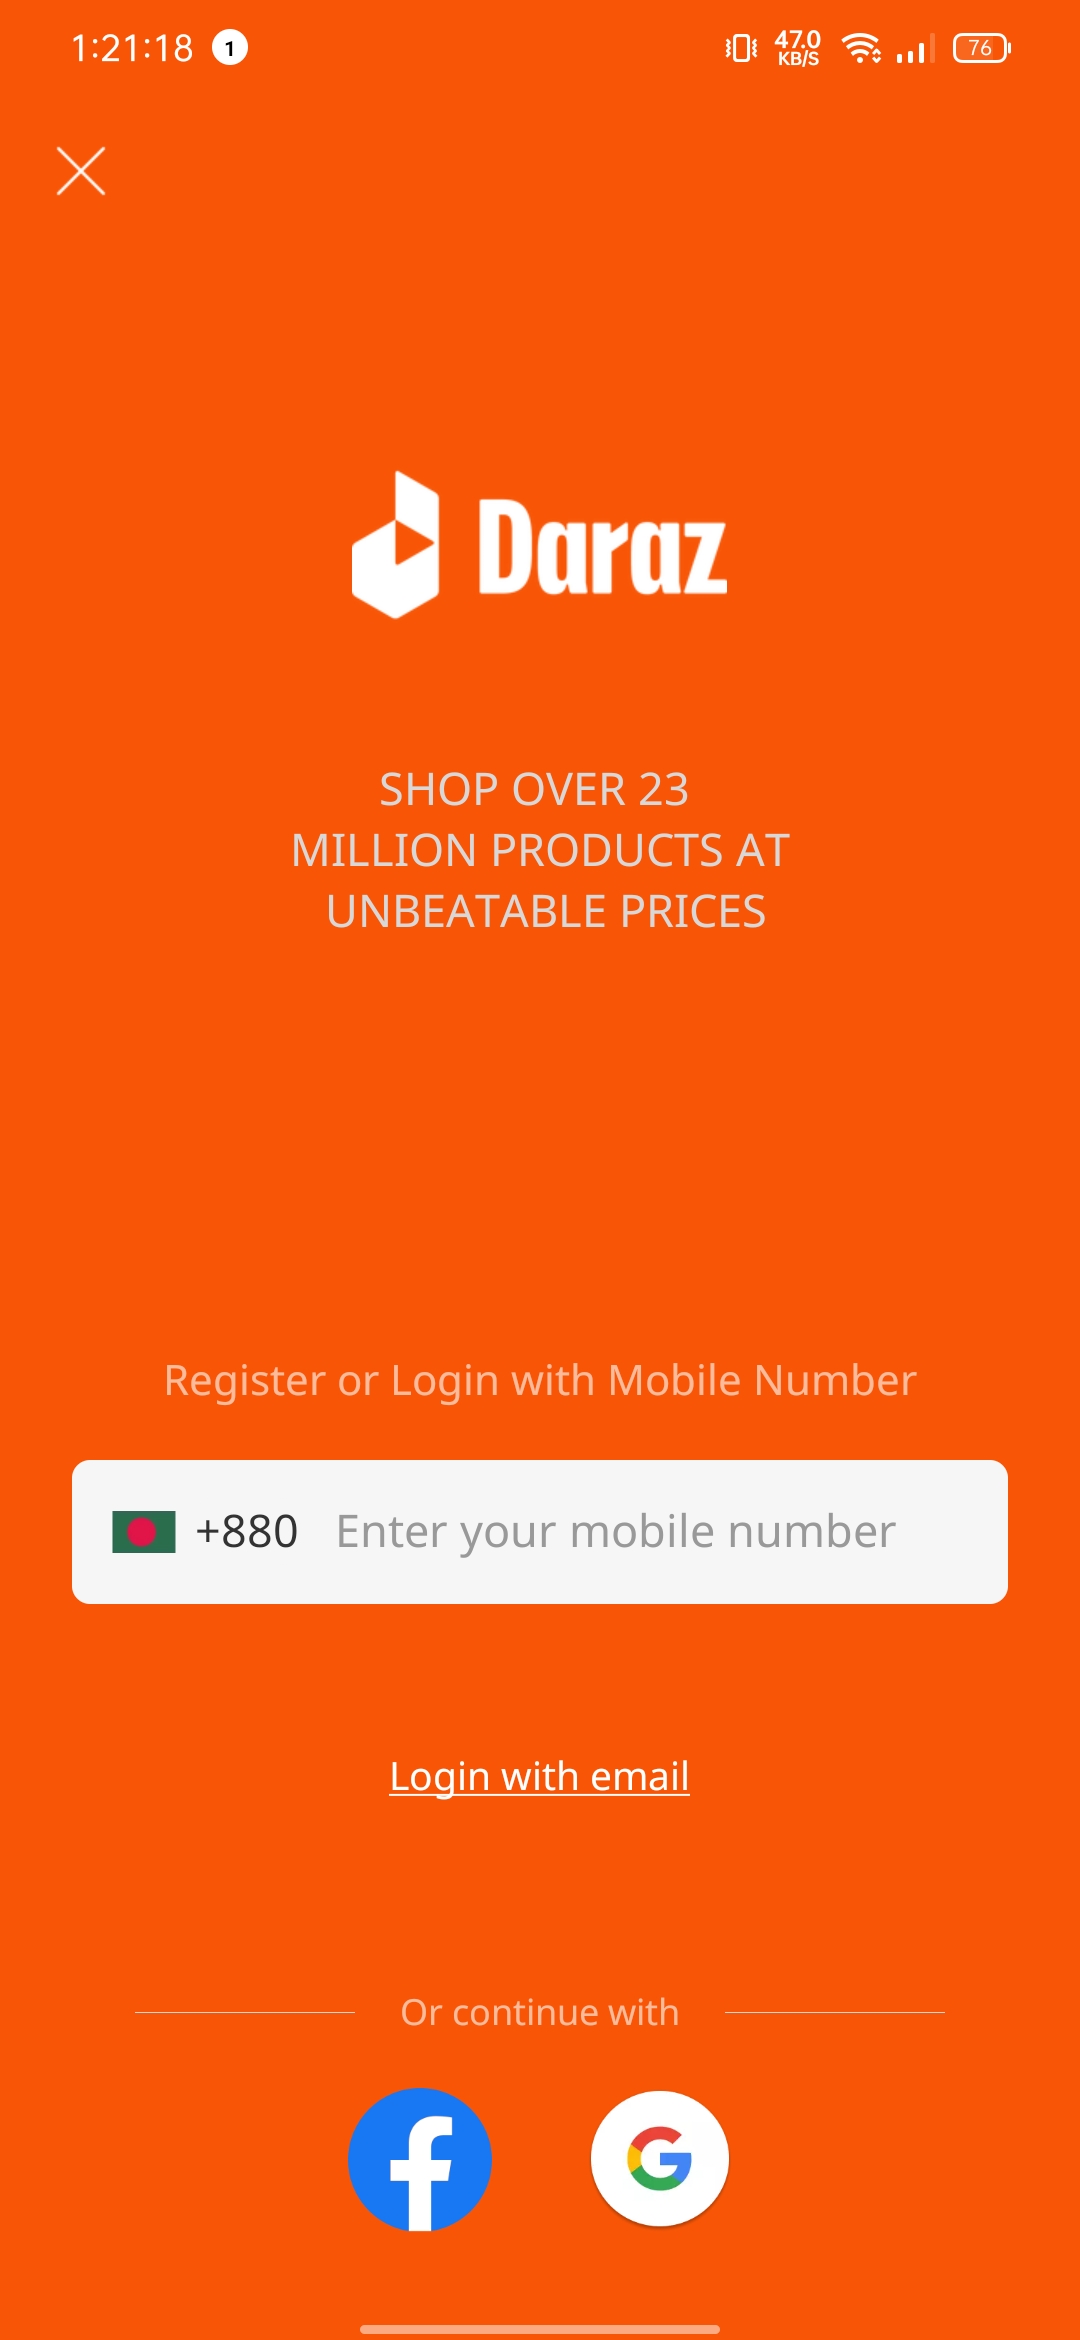 1:21:18 1 47.0 KB/S 76
Daraz
SHOP OVER 23
MILLION PRODUCTS AT
UNBEATABLE PRICES
Register or Login with Mobile Number
+880 Enter your mobile number
Login with email
Or continue with